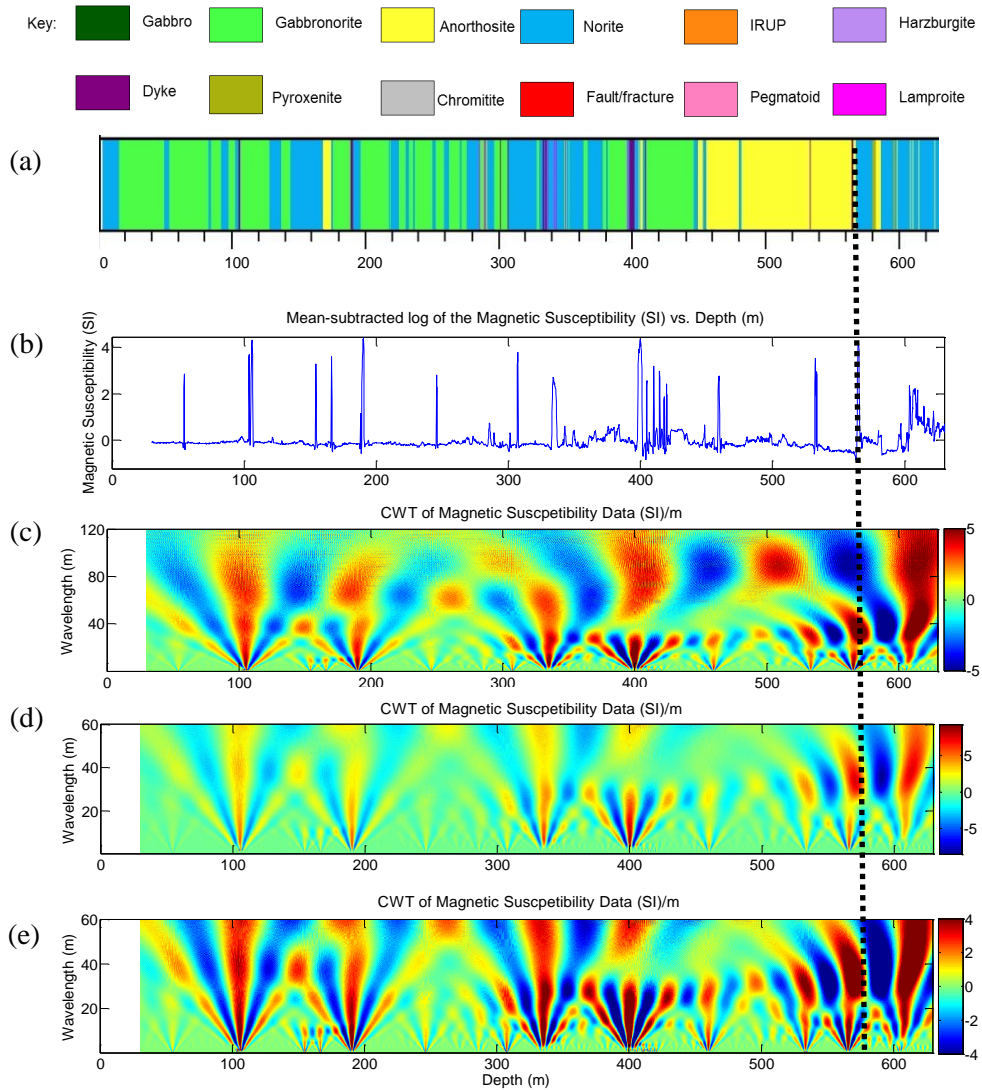 Key: Gabbro Gabbronorite Anorthosite Norite IRUP Harzburgite
Dyke Pyroxenite Chromitite Fault/fracture Pegmatoid Lamproite
(a)
0 100 200 300 400 500 600
Mean-subtracted log of the Magnetic Susceptibility (SI) vs. Depth (m)
(b)
Magnetic Susceptibility (SI)
4
0
0 100 200 300 400 500 600
CWT of Magnetic Suscpetibility Data (SI)/m
(c)
Wavelength (m)
120
80
40
5
0
-5
0 100 200 300 400 500 600
CWT of Magnetic Suscpetibility Data (SI)/m
(d)
Wavelength (m)
60
40
20
5
0
-5
100 200 300 400 500 600
CWT of Magnetic Suscpetibility Data (SI)/m
(e)
Wavelength (m)
60
40
20
0
4
2
0
-2
-4
100 200 300 400 500 600
Depth (m)